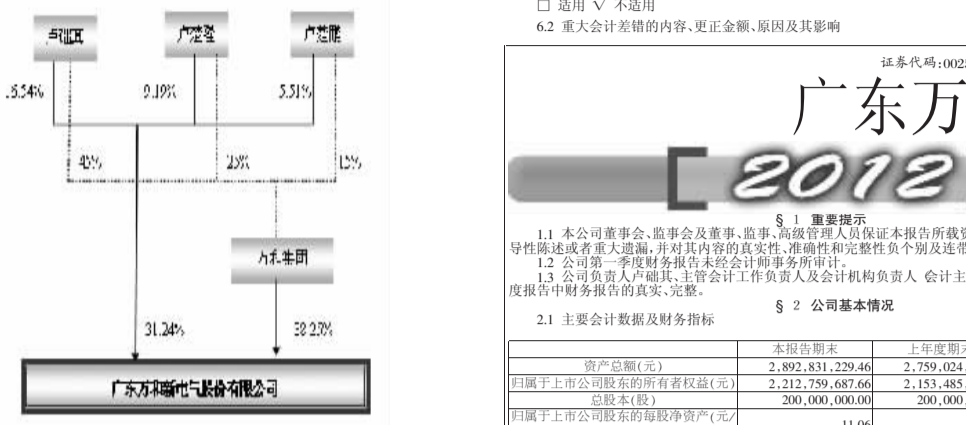 卢础其
卢楚隆
卢楚鹏
16.54%
9.19%
5.51%
45%
25%
15%
万和集团
31.24%
38.25%
广东万和新电气股份有限公司
□ 适用 √ 不适用
6.2 重大会计差错的内容、更正金额、原因及其影响
证券代码:0025
广东万
2012
§ 1 重要提示
1.1 本公司董事会、监事会及董事、监事、高级管理人员保证本报告所载资
导性陈述或者重大遗漏,并对其内容的真实性、准确性和完整性负个别及连带
1.2 公司第一季度财务报告未经会计师事务所审计。
1.3 公司负责人卢础其、主管会计工作负责人及会计机构负责人 会计主
度报告中财务报告的真实、完整。
§ 2 公司基本情况
2.1 主要会计数据及财务指标
本报告期末 上年度期末
资产总额(元) 2,892,831,229.46 2,759,024,
归属于上市公司股东的所有者权益(元) 2,212,759,687.66 2,153,485,
总股本(股) 200,000,000.00 200,000,
归属于上市公司股东的每股净资产(元/ 11.06